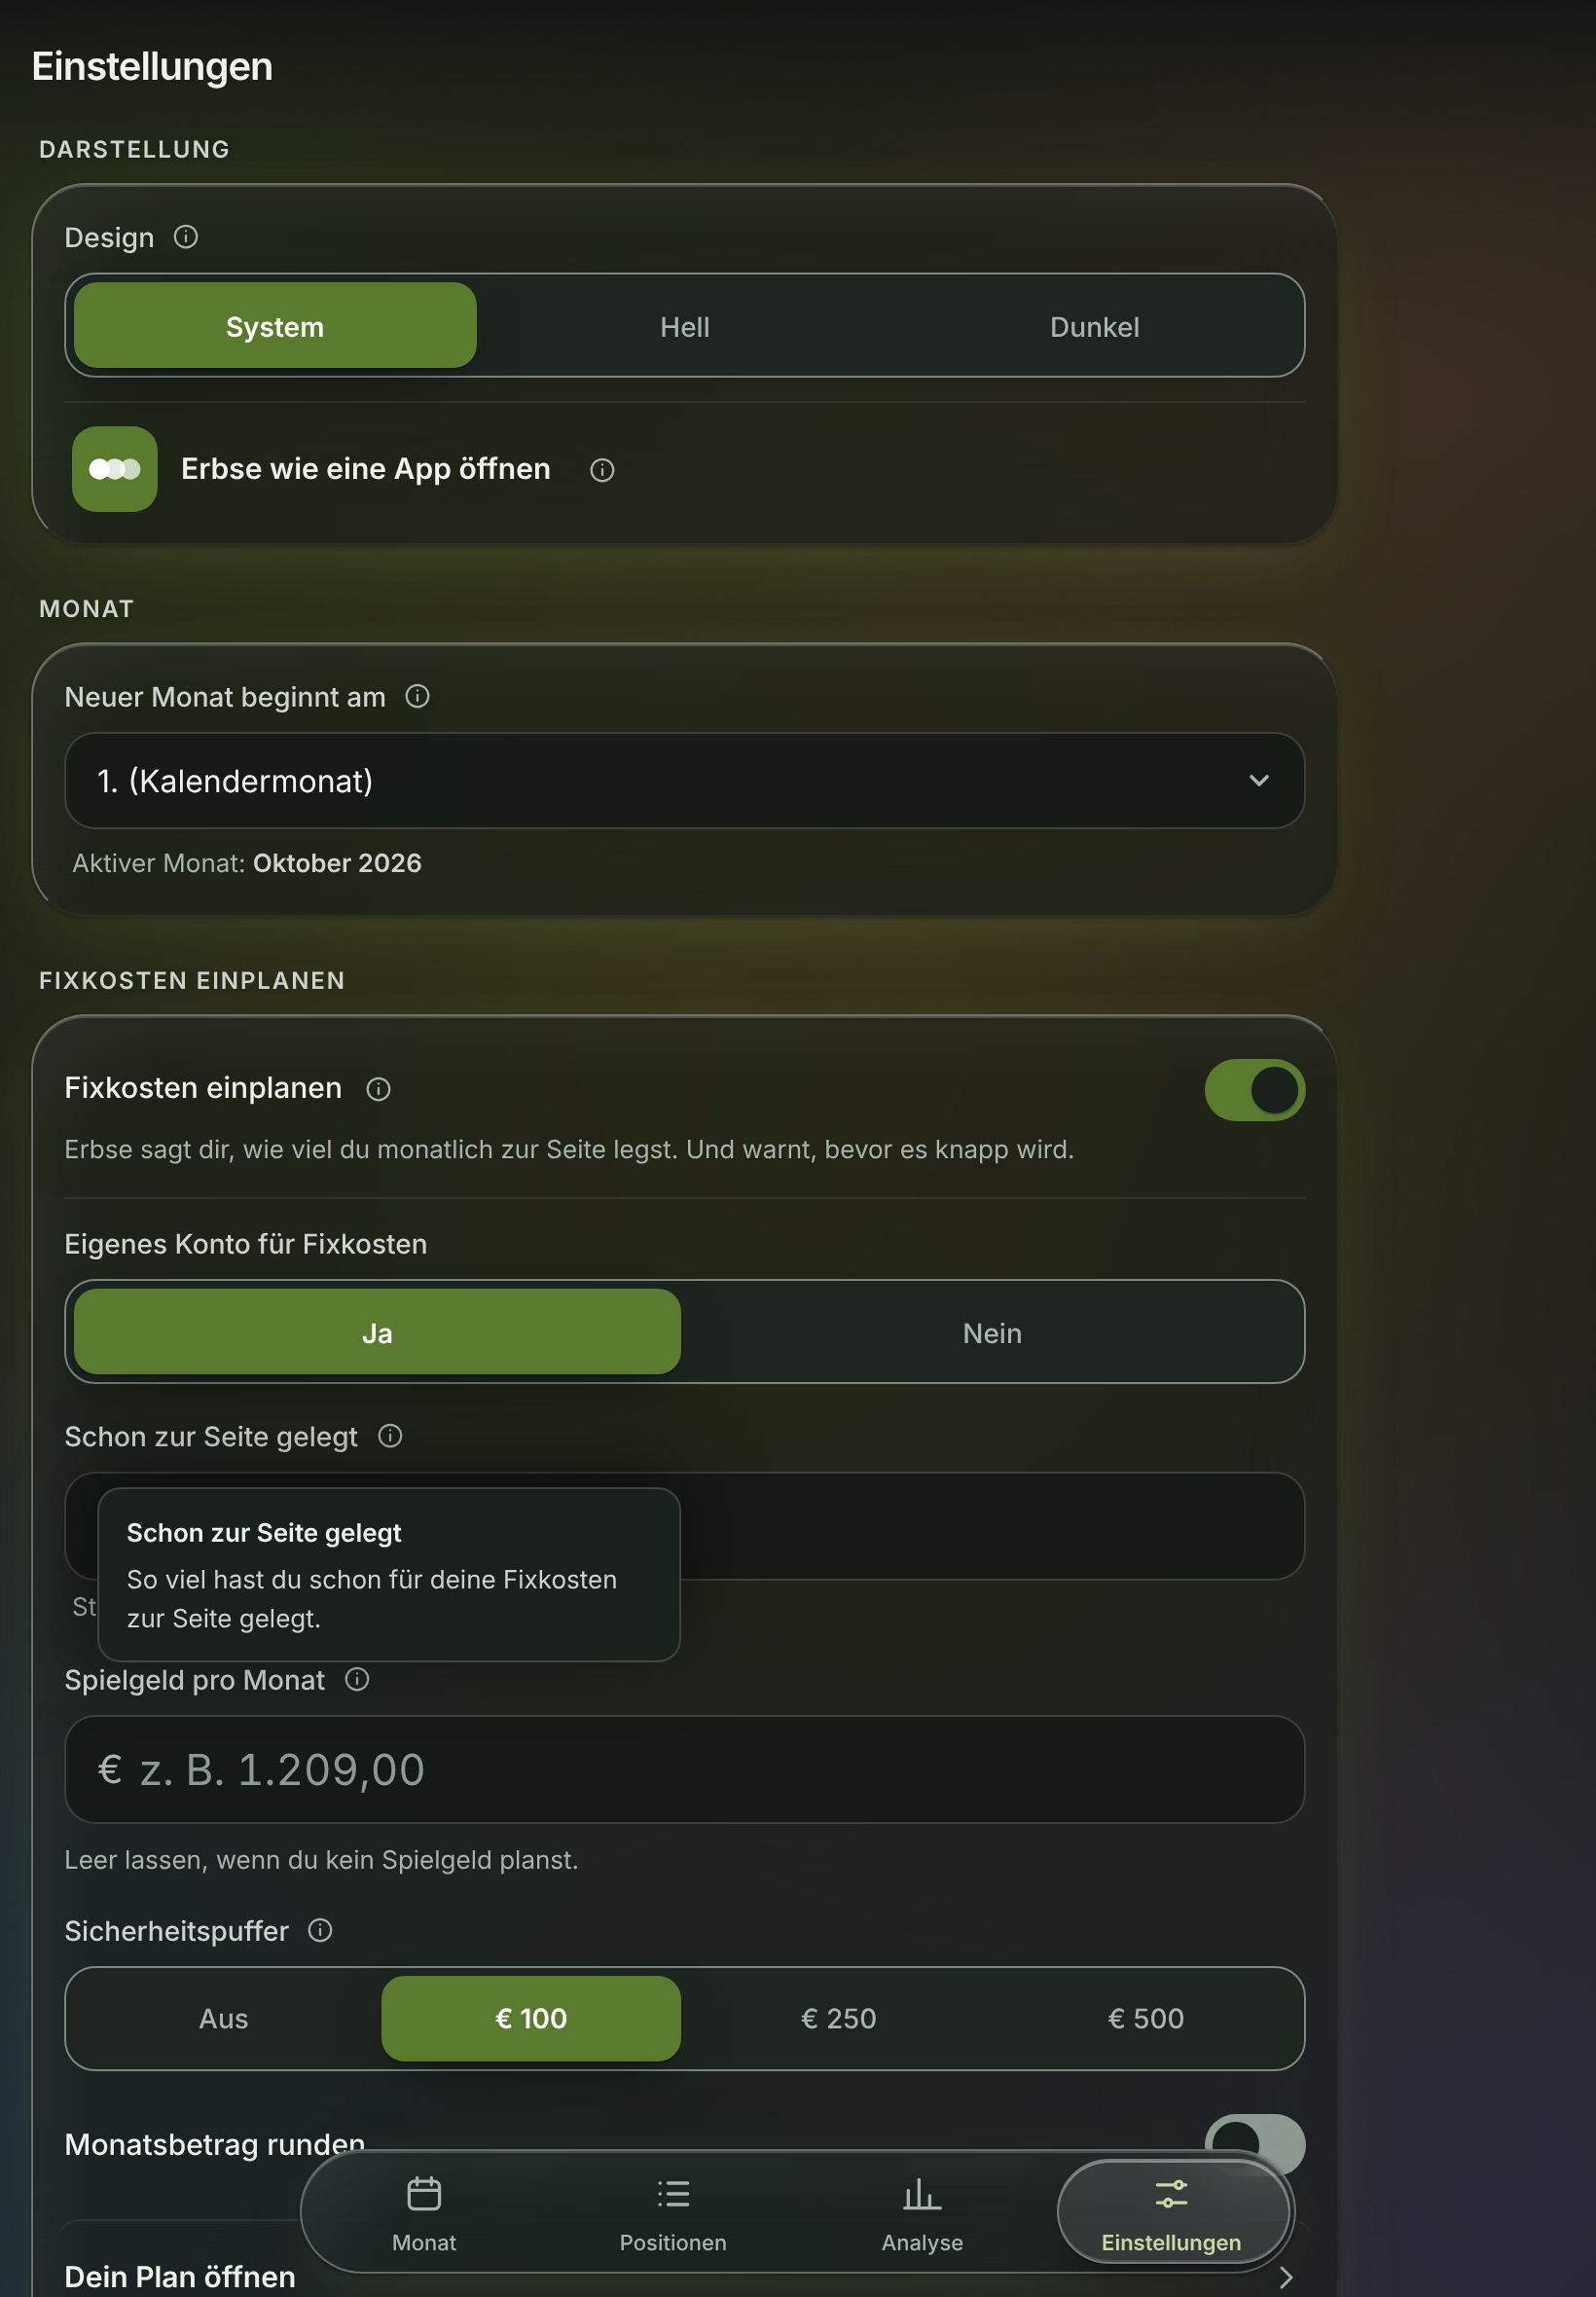 Einstellungen
DARSTELLUNG
Design
System
Hell
Dunkel
Erbse wie eine App öffnen
MONAT
Neuer Monat beginnt am
1. (Kalendermonat)
Aktiver Monat: Oktober 2026
FIXKOSTEN EINPLANEN
Fixkosten einplanen
Erbse sagt dir, wie viel du monatlich zur Seite legst. Und warnt, bevor es knapp wird.
Eigenes Konto für Fixkosten
Ja
Nein
Schon zur Seite gelegt
Schon zur Seite gelegt
So viel hast du schon für deine Fixkosten
zur Seite gelegt.
Spielgeld pro Monat
€ z. B. 1.209,00
Leer lassen, wenn du kein Spielgeld planst.
Sicherheitspuffer
Aus
€ 100
€ 250
€ 500
Monatsbetrag runden
Monat
Positionen
Analyse
Einstellungen
Dein Plan öffnen